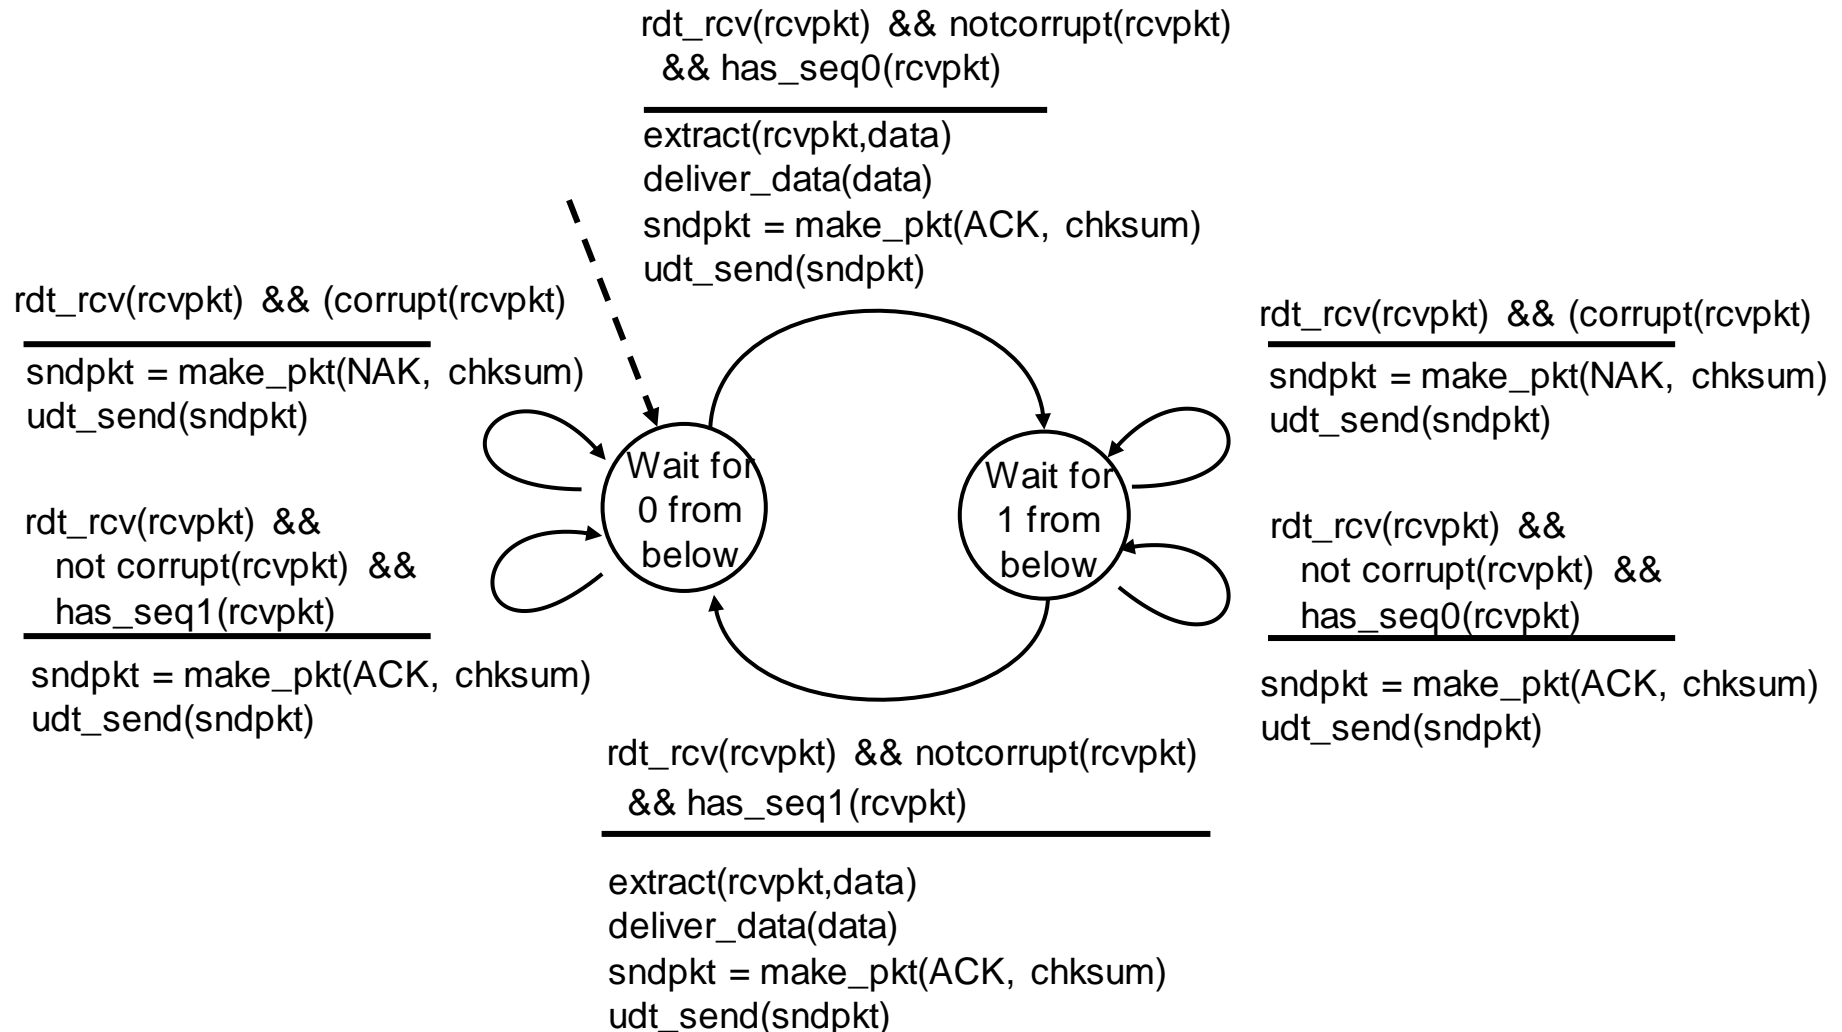 rdt_rcv(rcvpkt) && notcorrupt(rcvpkt)
&& has_seq0(rcvpkt)
extract(rcvpkt,data)
deliver_data(data)
sndpkt = make_pkt(ACK, chksum)
udt_send(sndpkt)
rdt_rcv(rcvpkt) && (corrupt(rcvpkt)
sndpkt = make_pkt(NAK, chksum)
udt_send(sndpkt)
rdt_rcv(rcvpkt) &&
not corrupt(rcvpkt) &&
has_seq1(rcvpkt)
sndpkt = make_pkt(ACK, chksum)
udt_send(sndpkt)
Wait for
0 from
below
Wait for
1 from
below
rdt_rcv(rcvpkt) && (corrupt(rcvpkt)
sndpkt = make_pkt(NAK, chksum)
udt_send(sndpkt)
rdt_rcv(rcvpkt) &&
not corrupt(rcvpkt) &&
has_seq0(rcvpkt)
sndpkt = make_pkt(ACK, chksum)
udt_send(sndpkt)
rdt_rcv(rcvpkt) && notcorrupt(rcvpkt)
&& has_seq1(rcvpkt)
extract(rcvpkt,data)
deliver_data(data)
sndpkt = make_pkt(ACK, chksum)
udt_send(sndpkt)